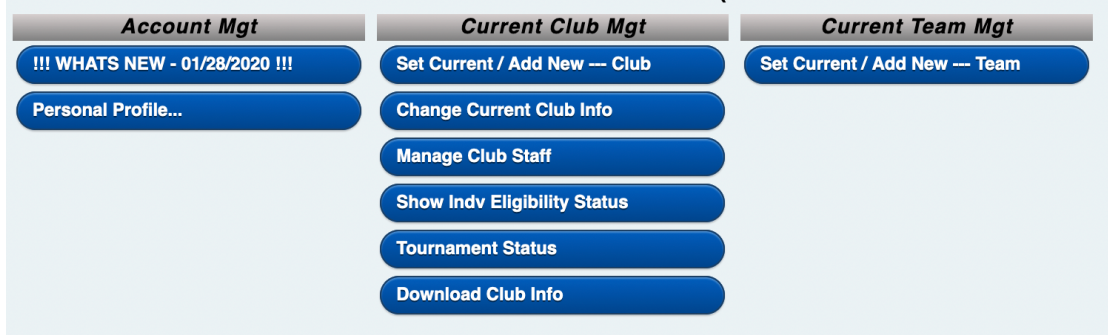 Account Mgt
!!! WHATS NEW - 01/28/2020 !!!
Personal Profile...
Current Club Mgt
Set Current / Add New --- Club
Change Current Club Info
Manage Club Staff
Show Indv Eligibility Status
Tournament Status
Download Club Info
Current Team Mgt
Set Current / Add New --- Team